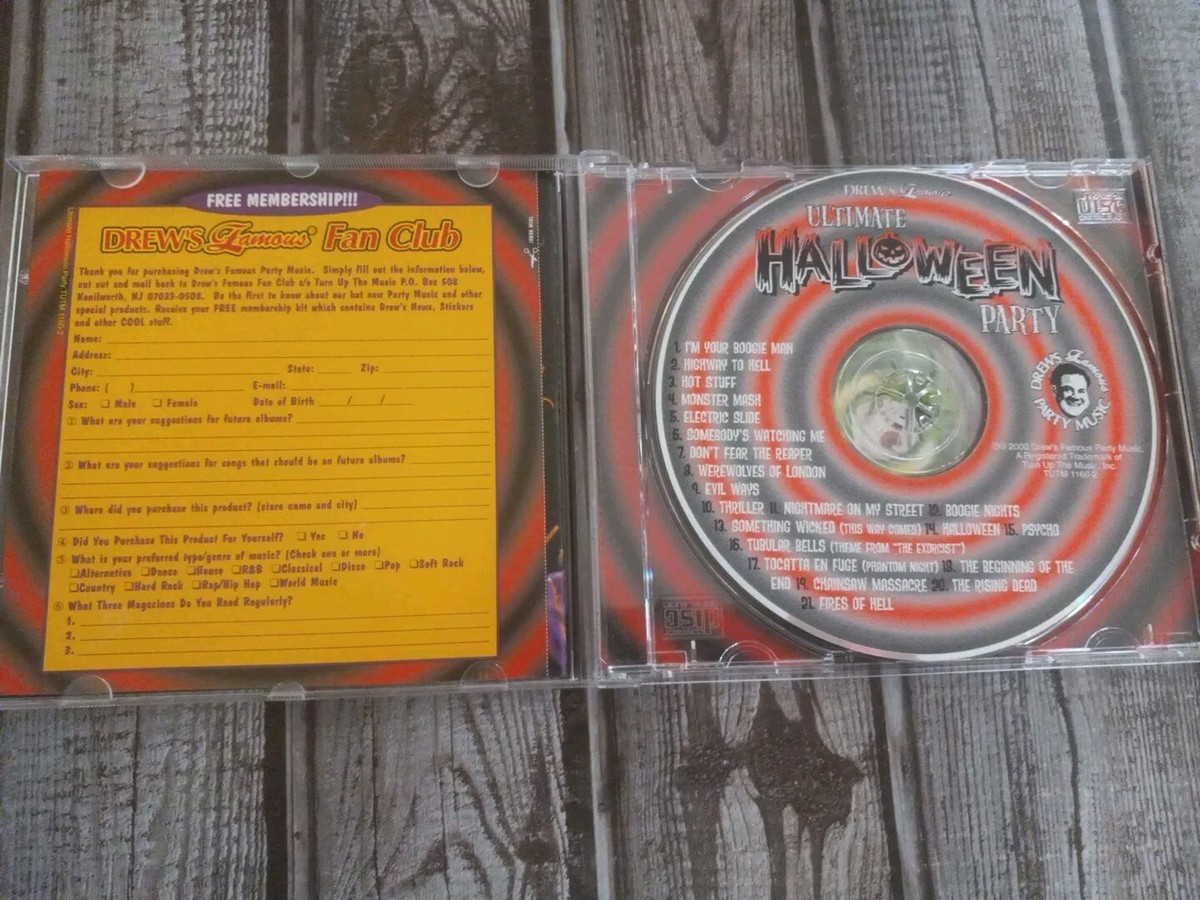 FREE MEMBERSHIP!!!
DREW'S Famous® Fan Club
Thank you for purchasing Drew's Famous Party Music. Simply fill out the information below,
cut out and mail back to Drew's Famous Fan Club c/o Turn Up The Music P.O. Box 508
Kenilworth, NJ 07033-0508. Be the first to know about our hot new Party Music and other
special products. Receive your FREE membership kit which contains Drew's News, Stickers
and other COOL stuff.
Name:
Address:
City: State: Zip:
Phone: ( ) E-mail:
Sex: ☐ Male ☐ Female Date of Birth / /
① What are your suggestions for future albums?
② What are your suggestions for songs that should be on future albums?
③ Where did you purchase this product? (store name and city)
④ Did You Purchase This Product For Yourself? ☐ Yes ☐ No
⑤ What is your preferred type/genre of music? (Check one or more)
☐Alternative ☐Dance ☐House ☐R&B ☐Classical ☐Disco ☐Pop ☐Soft Rock
☐Country ☐Hard Rock ☐Rap/Hip Hop ☐World Music
⑥ What Three Magazines Do You Read Regularly?
1.
2.
3.
Ultimate Halloween Party TUTM 1160-2
DREW'S Famous
ULTIMATE
HALLOWEEN
PARTY
1. I'M YOUR BOOGIE MAN
2. HIGHWAY TO HELL
3. HOT STUFF
4. MONSTER MASH
5. ELECTRIC SLIDE
6. SOMEBODY'S WATCHING ME
7. DON'T FEAR THE REAPER
8. WEREWOLVES OF LONDON
9. EVIL WAYS
10. THRILLER 11. NIGHTMARE ON MY STREET 12. BOOGIE NIGHTS
13. SOMETHING WICKED (THIS WAY COMES) 14. HALLOWEEN 15. PSYCHO
16. TUBULAR BELLS (THEME FROM "THE EXORCIST")
17. TOCATTA EN FUGE (PHANTOM NIGHT) 18. THE BEGINNING OF THE
END 19. CHAINSAW MASSACRE 20. THE RISING DEAD
21. FIRES OF HELL
DREW'S Famous
PARTY MUSIC
℗© 2000 Drew's Famous Party Music,
A Registered Trademark of
Turn Up The Music, Inc.
TUTM 1160-2
disc
disc